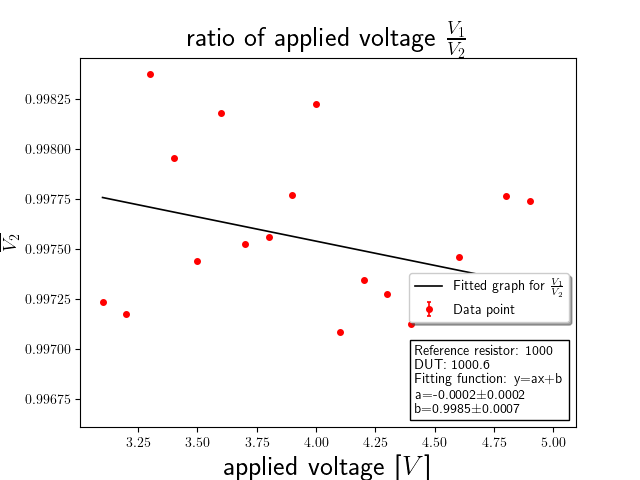 ratio of applied voltage V₁/V₂
0.99825
0.99800
0.99775
0.99750
0.99725
0.99700
0.99675
V₂
Fitted graph for V₁/V₂
Data point
Reference resistor: 1000
DUT: 1000.6
Fitting function: y=ax+b
a=-0.0002±0.0002
b=0.9985±0.0007
3.25 3.50 3.75 4.00 4.25 4.50 4.75 5.00
applied voltage [V]